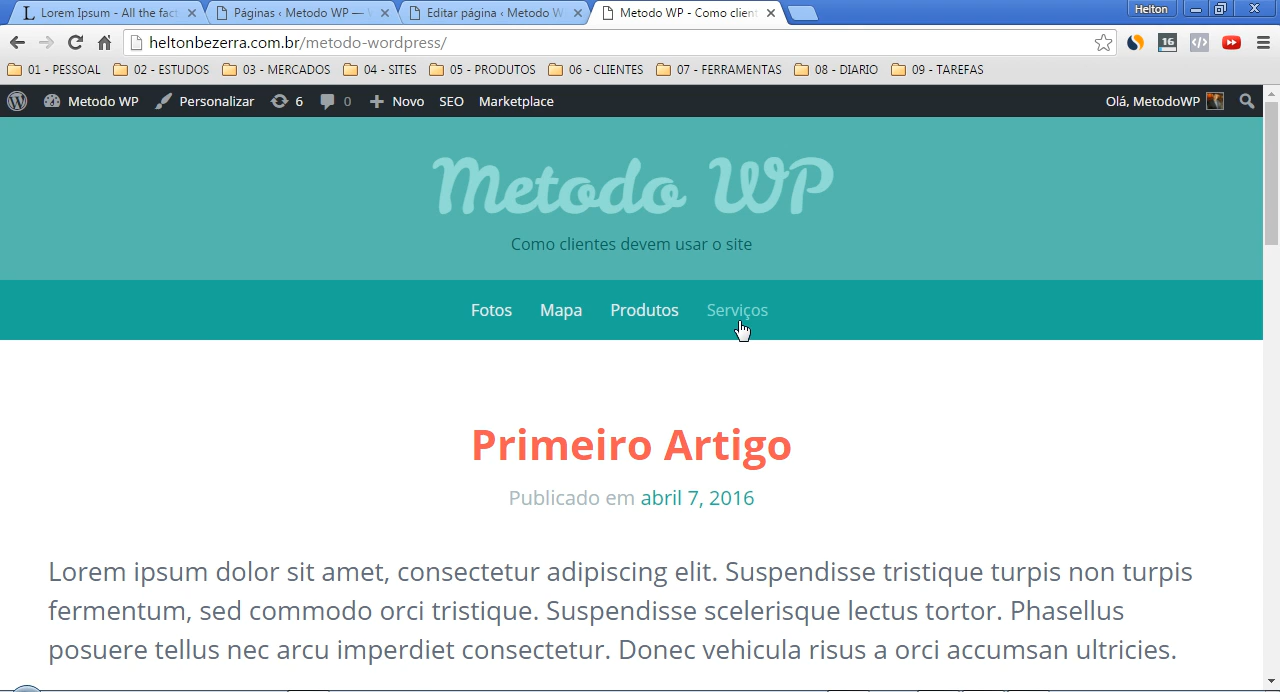 Lorem Ipsum - All the fact
Páginas ‹ Metodo WP —
Editar página ‹ Metodo W
Metodo WP - Como client
Helton
heltonbezerra.com.br/metodo-wordpress/
16
01 - PESSOAL
02 - ESTUDOS
03 - MERCADOS
04 - SITES
05 - PRODUTOS
06 - CLIENTES
07 - FERRAMENTAS
08 - DIARIO
09 - TAREFAS
Metodo WP
Personalizar
6
0
Novo
SEO
Marketplace
Olá, MetodoWP
Metodo WP
Como clientes devem usar o site
Fotos
Mapa
Produtos
Serviços
Primeiro Artigo
Publicado em abril 7, 2016
Lorem ipsum dolor sit amet, consectetur adipiscing elit. Suspendisse tristique turpis non turpis
fermentum, sed commodo orci tristique. Suspendisse scelerisque lectus tortor. Phasellus
posuere tellus nec arcu imperdiet consectetur. Donec vehicula risus a orci accumsan ultricies.